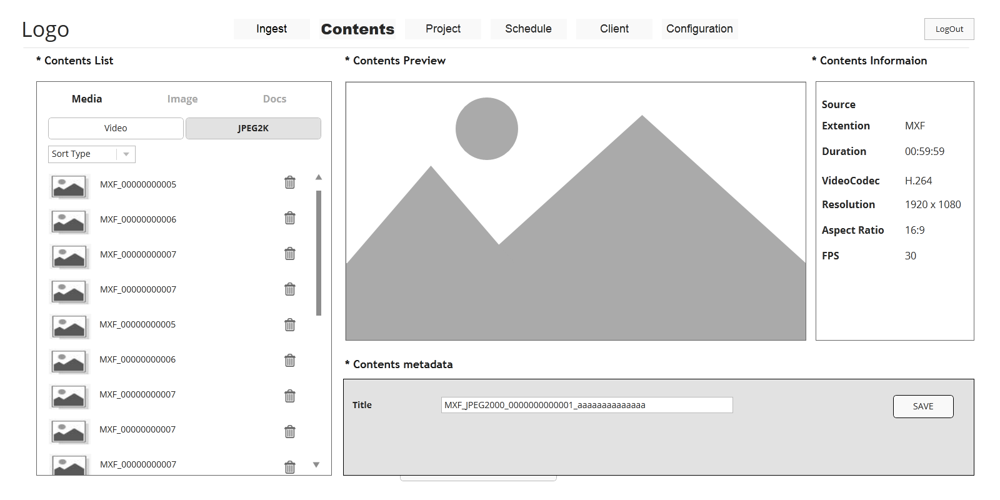 Logo
Ingest
Contents
Project
Schedule
Client
Configuration
LogOut
* Contents List
Media
Image
Docs
Video
JPEG2K
Sort Type
MXF_00000000005
MXF_00000000006
MXF_00000000007
MXF_00000000007
MXF_00000000005
MXF_00000000006
MXF_00000000007
MXF_00000000007
MXF_00000000007
* Contents Preview
* Contents Informaion
Source
Extention MXF
Duration 00:59:59
VideoCodec H.264
Resolution 1920 x 1080
Aspect Ratio 16:9
FPS 30
* Contents metadata
Title MXF_JPEG2000_0000000000001_aaaaaaaaaaaaaa
SAVE